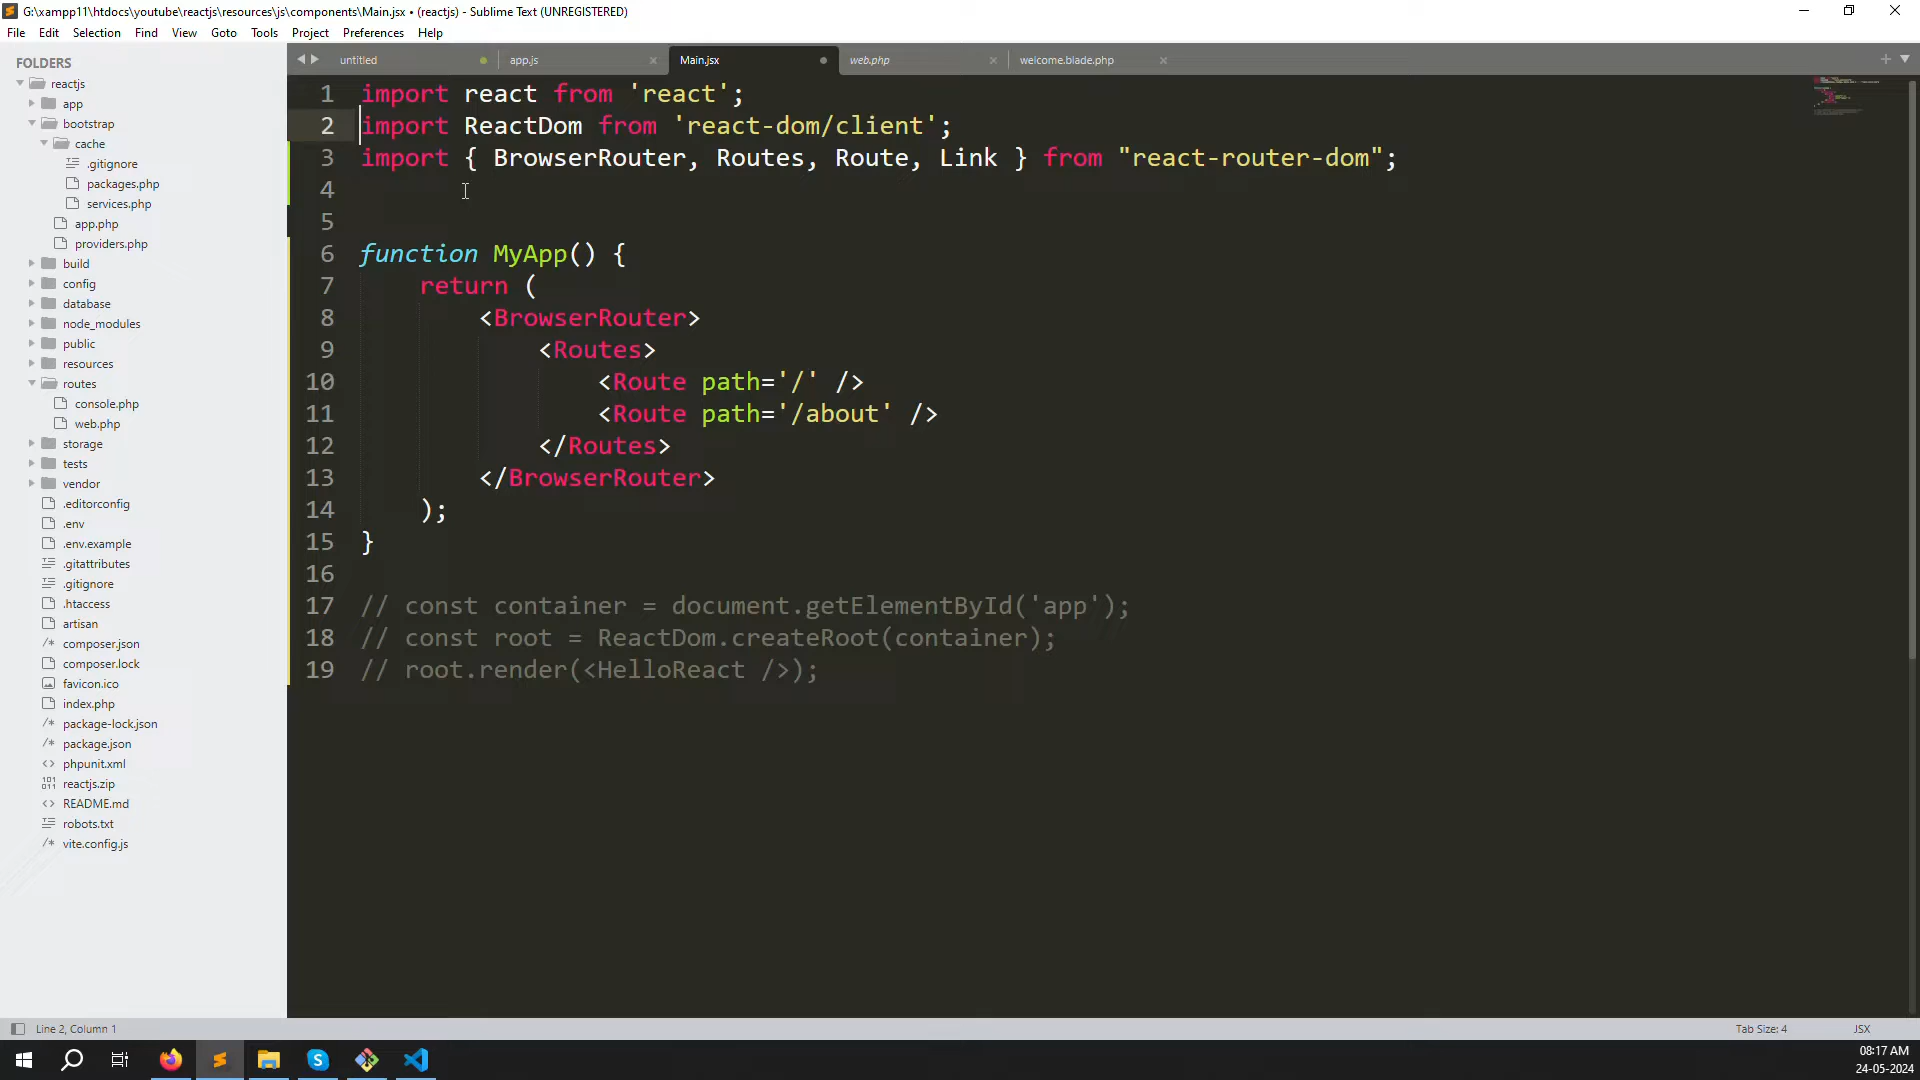 G:\xampp11\htdocs\youtube\reactjs\resources\js\components\Main.jsx • (reactjs) - Sublime Text (UNREGISTERED)
File Edit Selection Find View Goto Tools Project Preferences Help
FOLDERS
reactjs
app
bootstrap
cache
.gitignore
packages.php
services.php
app.php
providers.php
build
config
database
node_modules
public
resources
routes
console.php
web.php
storage
tests
vendor
.editorconfig
.env
.env.example
.gitattributes
.gitignore
.htaccess
artisan
composer.json
composer.lock
favicon.ico
index.php
package-lock.json
package.json
phpunit.xml
reactjs.zip
README.md
robots.txt
vite.config.js
untitled app.js Main.jsx web.php welcome.blade.php
1 import react from 'react';
2 import ReactDom from 'react-dom/client';
3 import { BrowserRouter, Routes, Route, Link } from "react-router-dom";
4
5
6 function MyApp() {
7 return (
8 <BrowserRouter>
9 <Routes>
10 <Route path='/' />
11 <Route path='/about' />
12 </Routes>
13 </BrowserRouter>
14 );
15 }
16
17 // const container = document.getElementById('app');
18 // const root = ReactDom.createRoot(container);
19 // root.render(<HelloReact />);
Line 2, Column 1 Tab Size: 4 JSX
08:17 AM
24-05-2024